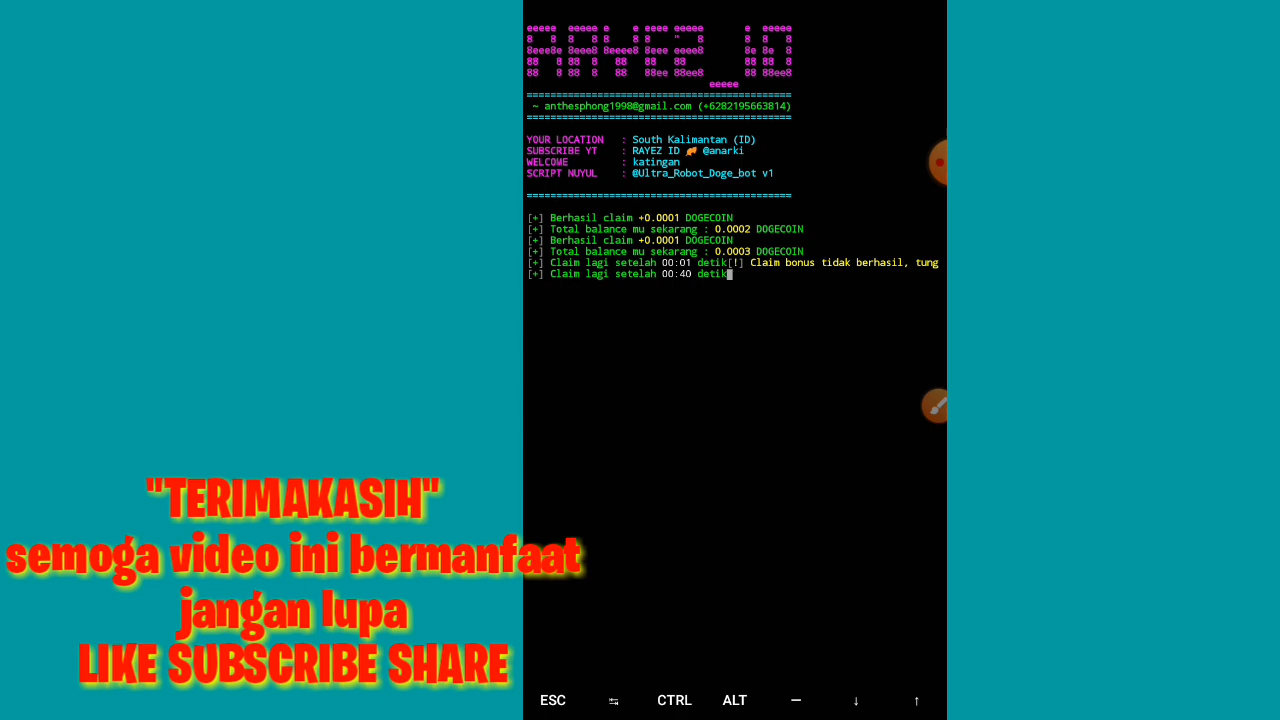 RAYEZ_ID
=============================================
~ anthesphong1998@gmail.com (+6282195663814)
=============================================
YOUR LOCATION : South Kalimantan (ID)
SUBSCRIBE YT : RAYEZ ID 🐅 @anarki
WELCOME : katingan
SCRIPT NUYUL : @Ultra_Robot_Doge_bot v1
=============================================
[+] Berhasil claim +0.0001 DOGECOIN
[+] Total balance mu sekarang : 0.0002 DOGECOIN
[+] Berhasil claim +0.0001 DOGECOIN
[+] Total balance mu sekarang : 0.0003 DOGECOIN
[+] Claim lagi setelah 00:01 detik[!] Claim bonus tidak berhasil, tung
[+] Claim lagi setelah 00:40 detik
"TERIMAKASIH"
semoga video ini bermanfaat
jangan lupa
LIKE SUBSCRIBE SHARE
ESC ↹ CTRL ALT — ↓ ↑